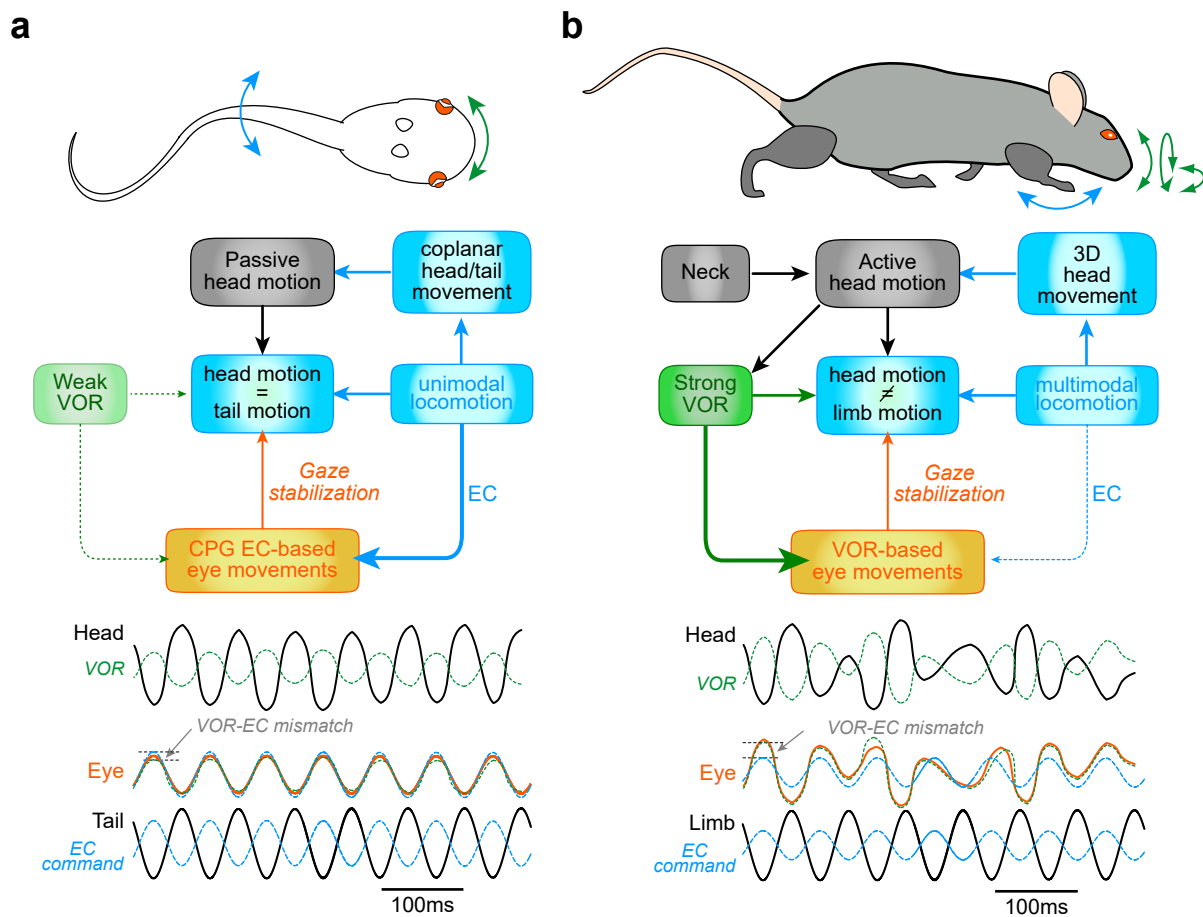 a
Passive
head motion
coplanar
head/tail
movement
Weak
VOR
head motion
=
tail motion
unimodal
locomotion
Gaze
stabilization
EC
CPG EC-based
eye movements
Head
VOR
VOR-EC mismatch
Eye
Tail
EC
command
100ms
b
Neck
Active
head motion
3D
head
movement
Strong
VOR
head motion
≠
limb motion
multimodal
locomotion
Gaze
stabilization
EC
VOR-based
eye movements
Head
VOR
VOR-EC mismatch
Eye
Limb
EC
command
100ms